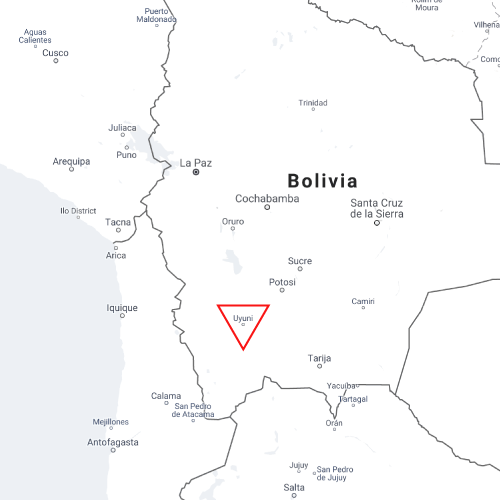 Rolim de
Moura
Puerto
Maldonado
Vilhena
Aguas
Calientes
Cusco
Trinidad
Juliaca
Puno
La Paz
Arequipa
Bolivia
Cochabamba
Santa Cruz
de la Sierra
Ilo District
Tacna
Oruro
Arica
Sucre
Potosi
Iquique
Camiri
Uyuni
Tarija
Yacuiba
Calama
Tartagal
San Pedro
de Atacama
Mejillones
Orán
Antofagasta
Jujuy
San Pedro
de Jujuy
Salta